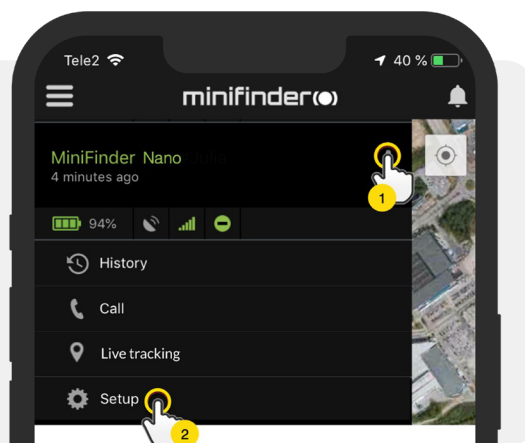 Tele2 40 %
minifinder
MiniFinder Nano
4 minutes ago
1
94%
History
Call
Live tracking
Setup
2